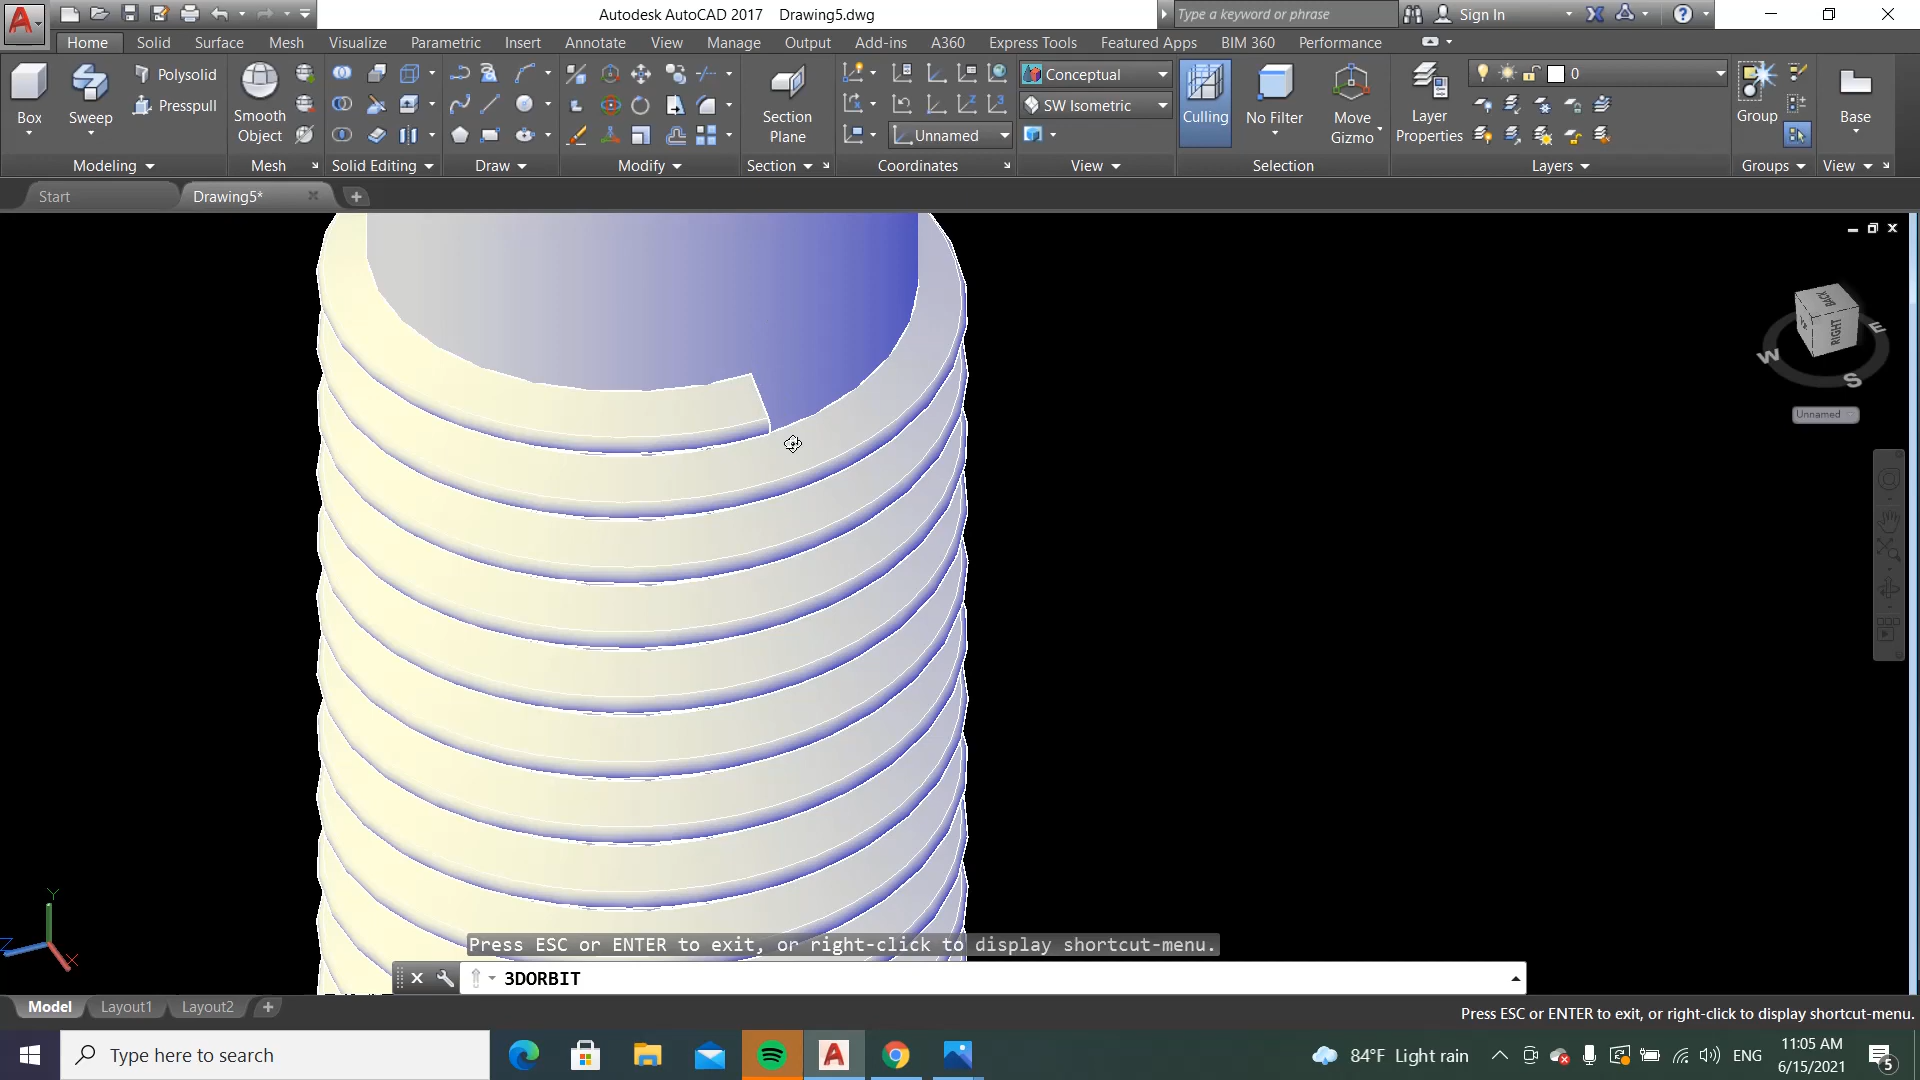 Autodesk AutoCAD 2017 Drawing5.dwg
Type a keyword or phrase
Sign In
Home Solid Surface Mesh Visualize Parametric Insert Annotate View Manage Output Add-ins A360 Express Tools Featured Apps BIM 360 Performance
Box
Sweep
Polysolid
Presspull
Smooth Object
Section Plane
Unnamed
Conceptual
SW Isometric
Culling
No Filter
Move Gizmo
Layer Properties
0
Group
Base
Modeling Mesh Solid Editing Draw Modify Section Coordinates View Selection Layers Groups View
Start Drawing5*
BACK
RIGHT
W
E
S
Unnamed
Y
Z
X
Press ESC or ENTER to exit, or right-click to display shortcut-menu.
3DORBIT
Model Layout1 Layout2
Press ESC or ENTER to exit, or right-click to display shortcut-menu.
Type here to search
84°F Light rain
ENG
11:05 AM
6/15/2021
5